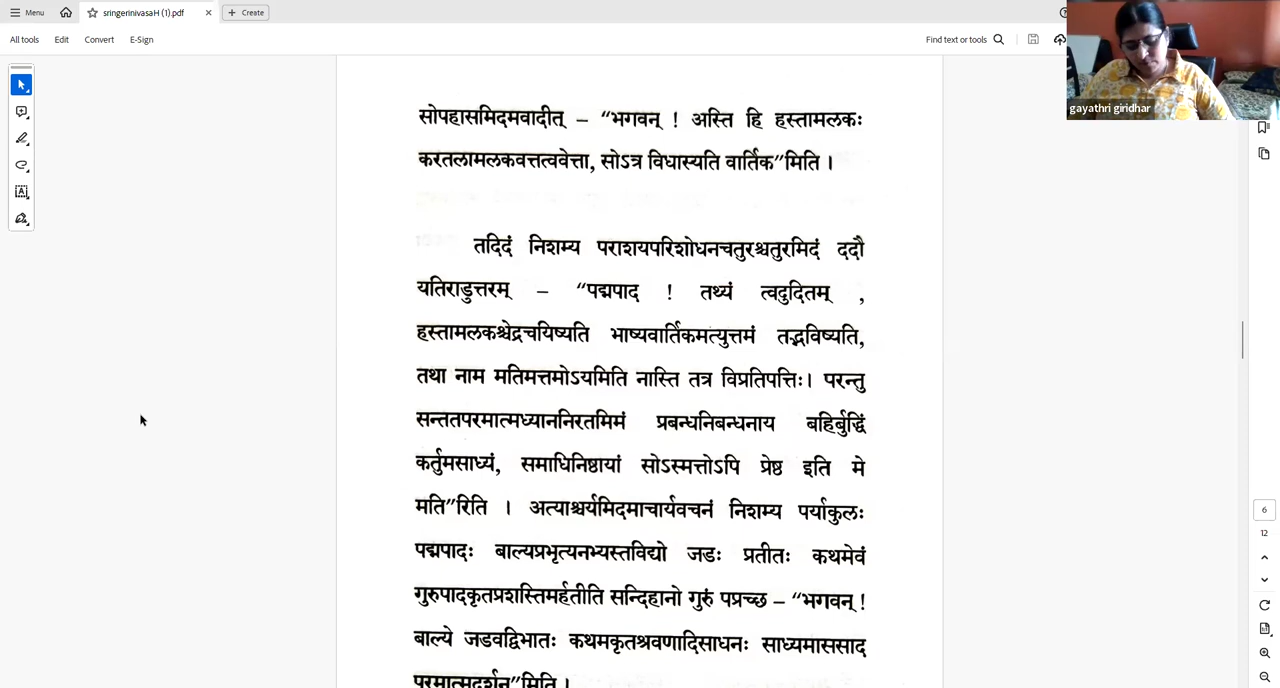 Menu
sringerinivasaH (1).pdf
Create
All tools
Edit
Convert
E-Sign
Find text or tools
gayathri giridhar
सोपहासमिदमवादीत् – “भगवन् ! अस्ति हि हस्तामलकः
करतलामलकवत्तत्ववेत्ता, सोऽत्र विधास्यति वार्तिक”मिति ।
तदिदं निशम्य पराशयपरिशोधनचतुरश्चतुरमिदं ददौ
यतिराडुत्तरम् – “पद्मपाद ! तथ्यं त्वदुदितम् ,
हस्तामलकश्चेद्रचयिष्यति भाष्यवार्तिकमत्युत्तमं तद्भविष्यति,
तथा नाम मतिमत्तमोऽयमिति नास्ति तत्र विप्रतिपत्तिः। परन्तु
सन्ततपरमात्मध्याननिरतमिमं प्रबन्धनिबन्धनाय बहिर्बुद्धिं
कर्तुमसाध्यं, समाधिनिष्ठायां सोऽस्मत्तोऽपि प्रेष्ठ इति मे
मति”रिति । अत्याश्चर्यमिदमाचार्यवचनं निशम्य पर्याकुलः
पद्मपादः बाल्यप्रभृत्यनभ्यस्तविद्यो जडः प्रतीतः कथमेवं
गुरुपादकृतप्रशस्तिमर्हतीति सन्दिहानो गुरुं पप्रच्छ – “भगवन् !
बाल्ये जडवद्विभातः कथमकृतश्रवणादिसाधनः साध्यमाससाद
परमात्मदर्शन”मिति ।
6
12